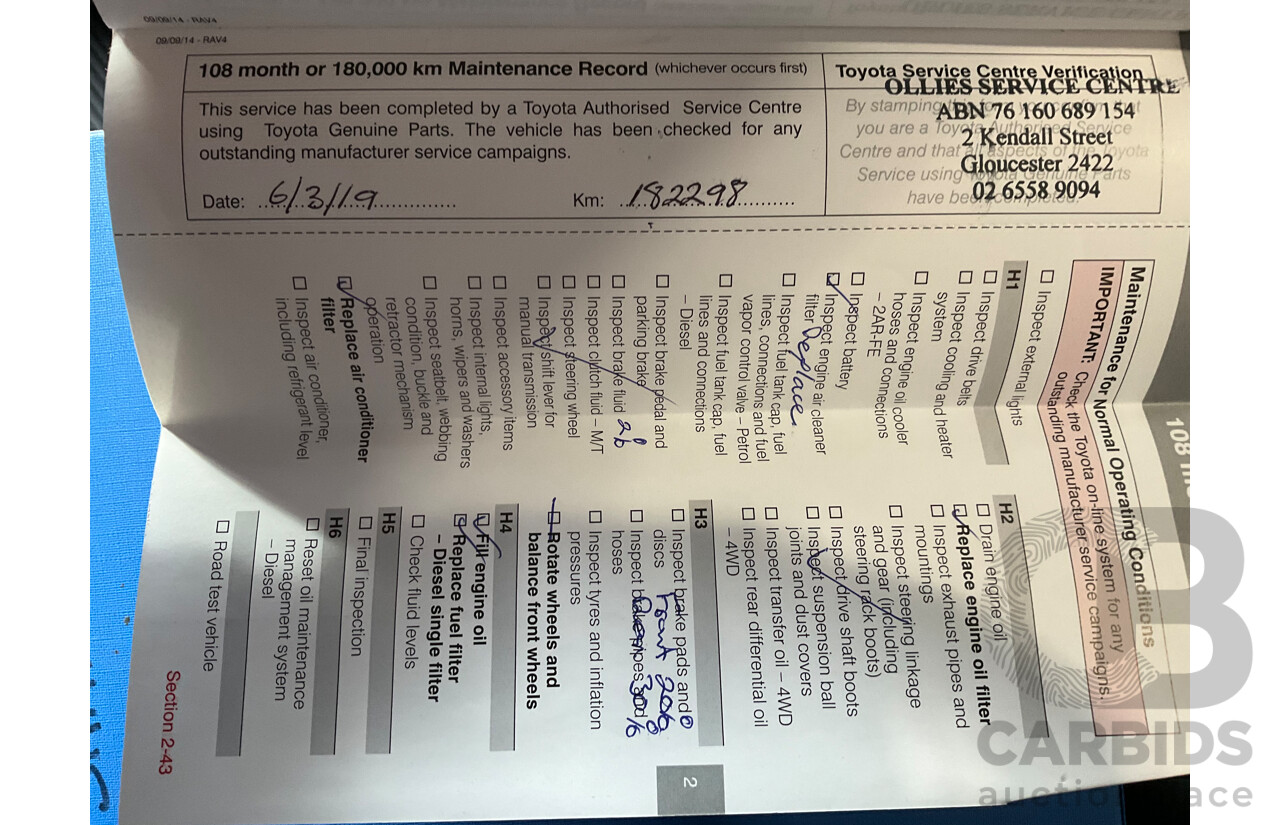 09/09/14 - RAV4
09/09/14 - RAV4
108 month or 180,000 km Maintenance Record (whichever occurs first)
This service has been completed by a Toyota Authorised Service Centre
using Toyota Genuine Parts. The vehicle has been checked for any
outstanding manufacturer service campaigns.
Date: 6/3/19
Km: 182298
Toyota Service Centre Verification
By stamping
you are a Toyota Authorised Service
Centre and that all aspects of the Toyota
Service using Toyota Genuine Parts
have been completed.
OLLIES SERVICE CENTRE
ABN 76 160 689 154
2 Kendall Street
Gloucester 2422
02 6558 9094
108
Maintenance for Normal Operating Conditions
IMPORTANT: Check the Toyota on-line system for any
outstanding manufacturer service campaigns.
Inspect external lights
H1
Inspect drive belts
Inspect cooling and heater
system
Inspect engine oil cooler
hoses and connections
– 2AR-FE
Inspect battery
Inspect engine air cleaner
filter Replace
Inspect fuel tank cap, fuel
lines, connections and fuel
vapor control valve – Petrol
Inspect fuel tank cap, fuel
lines and connections
– Diesel
Inspect brake pedal and
parking brake
Inspect brake fluid
Inspect clutch fluid – M/T
Inspect steering wheel
Inspect shift lever for
manual transmission
Inspect accessory items
Inspect internal lights,
horns, wipers and washers
Inspect seatbelt, webbing
condition, buckle and
retractor mechanism
operation
Replace air conditioner
filter
Inspect air conditioner,
including refrigerant level
H2
Drain engine oil
Replace engine oil filter
Inspect exhaust pipes and
mountings
Inspect steering linkage
and gear (including
steering rack boots)
Inspect drive shaft boots
Inspect suspension ball
joints and dust covers
Inspect transfer oil – 4WD
Inspect rear differential oil
– 4WD
H3
Inspect brake pads and
discs Front 20%
Inspect brake pipes and 30%
hoses
Inspect tyres and inflation
pressures
Rotate wheels and
balance front wheels
H4
Fill engine oil
Replace fuel filter
– Diesel single filter
Check fluid levels
H5
Final inspection
H6
Reset oil maintenance
management system
– Diesel
Road test vehicle
2
Section 2-43
CARBIDS